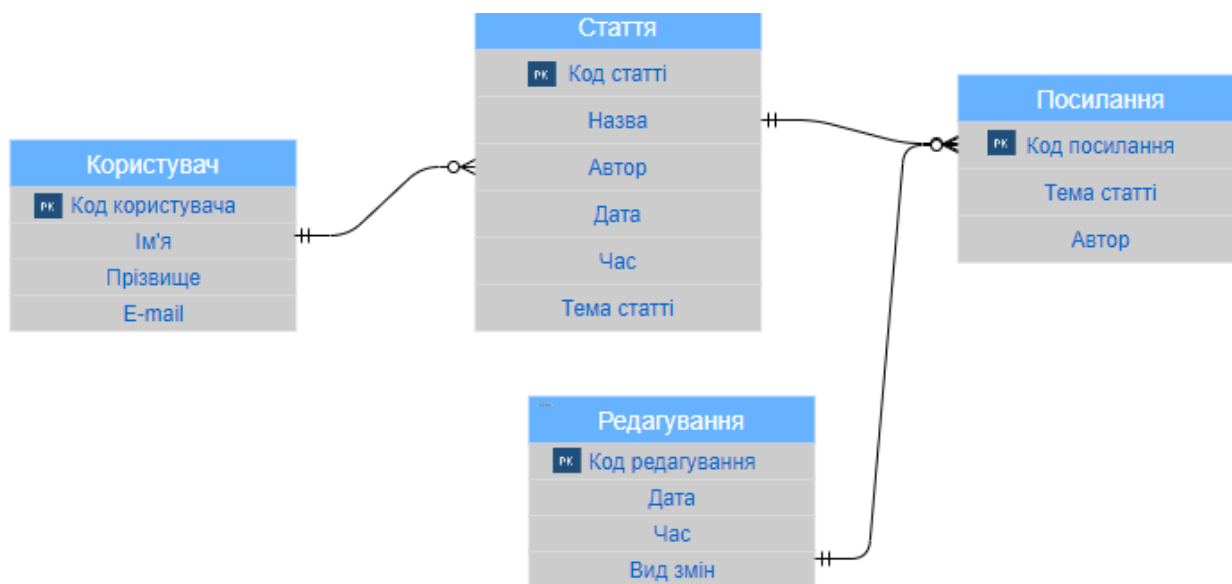 Стаття
PK Код статті
Назва
Автор
Дата
Час
Тема статті
Користувач
PK Код користувача
Ім'я
Прізвище
E-mail
Посилання
PK Код посилання
Тема статті
Автор
Редагування
PK Код редагування
Дата
Час
Вид змін